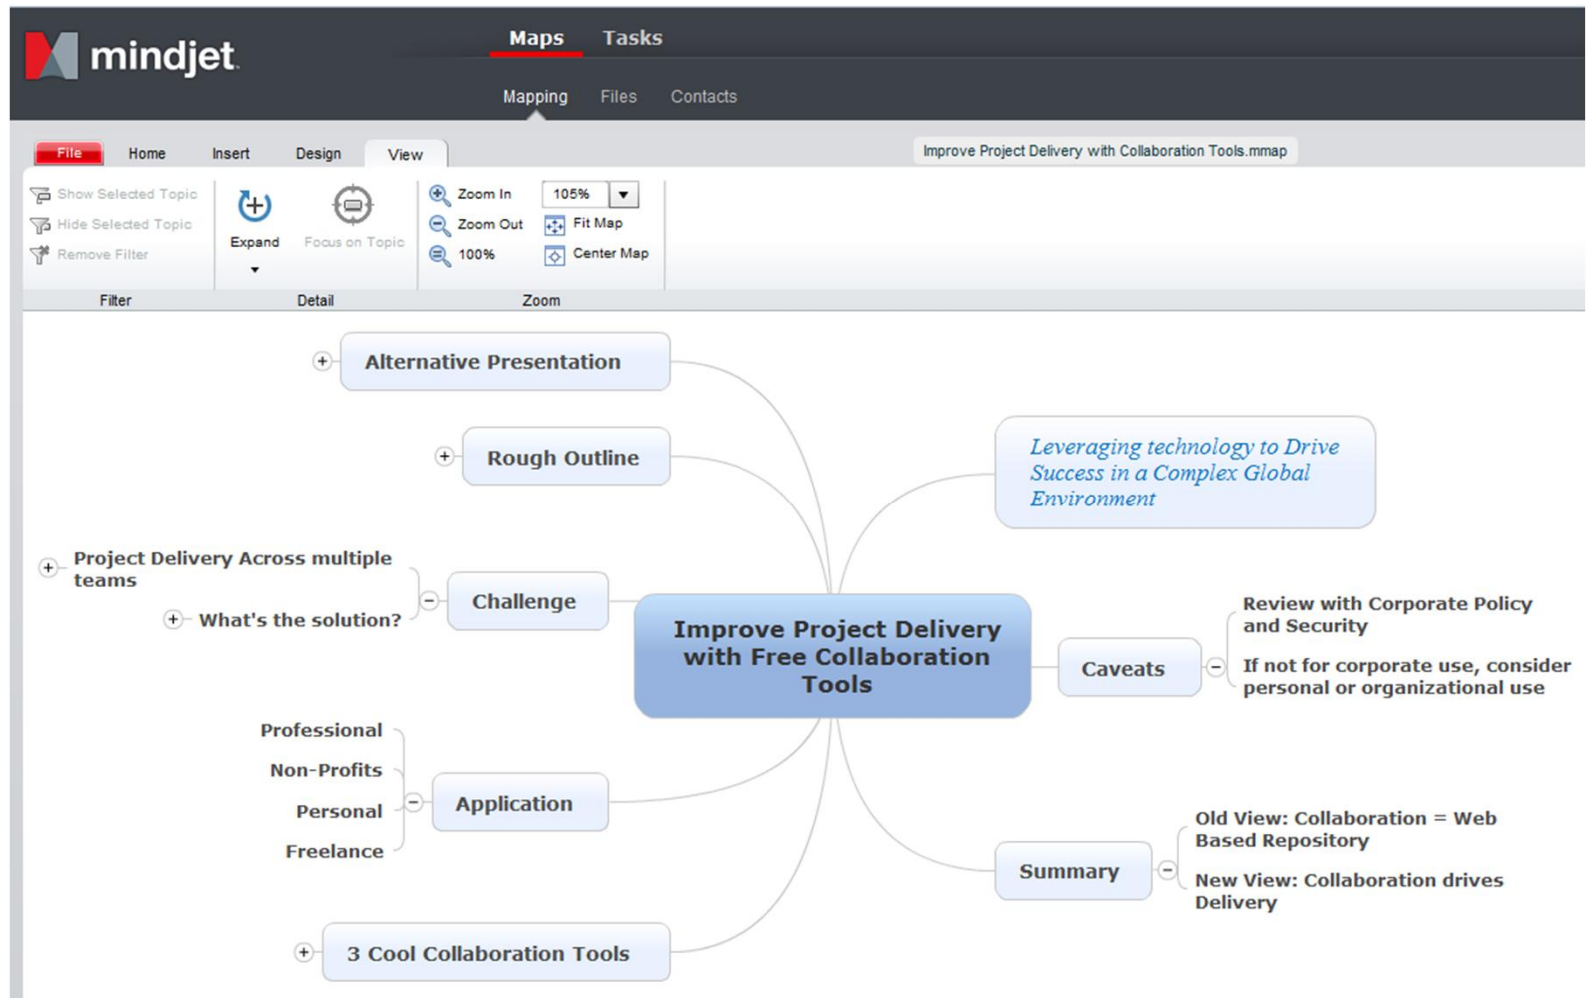 mindjet.
Maps Tasks
Mapping Files Contacts
File Home Insert Design View
Improve Project Delivery with Collaboration Tools.mmap
Show Selected Topic
Hide Selected Topic
Remove Filter
Filter
Expand
Focus on Topic
Detail
Zoom In 105%
Zoom Out Fit Map
100% Center Map
Zoom
Alternative Presentation
Rough Outline
Leveraging technology to Drive
Success in a Complex Global
Environment
Project Delivery Across multiple
teams
What's the solution?
Challenge
Improve Project Delivery
with Free Collaboration
Tools
Caveats
Review with Corporate Policy
and Security
If not for corporate use, consider
personal or organizational use
Professional
Non-Profits
Personal
Freelance
Application
Summary
Old View: Collaboration = Web
Based Repository
New View: Collaboration drives
Delivery
3 Cool Collaboration Tools